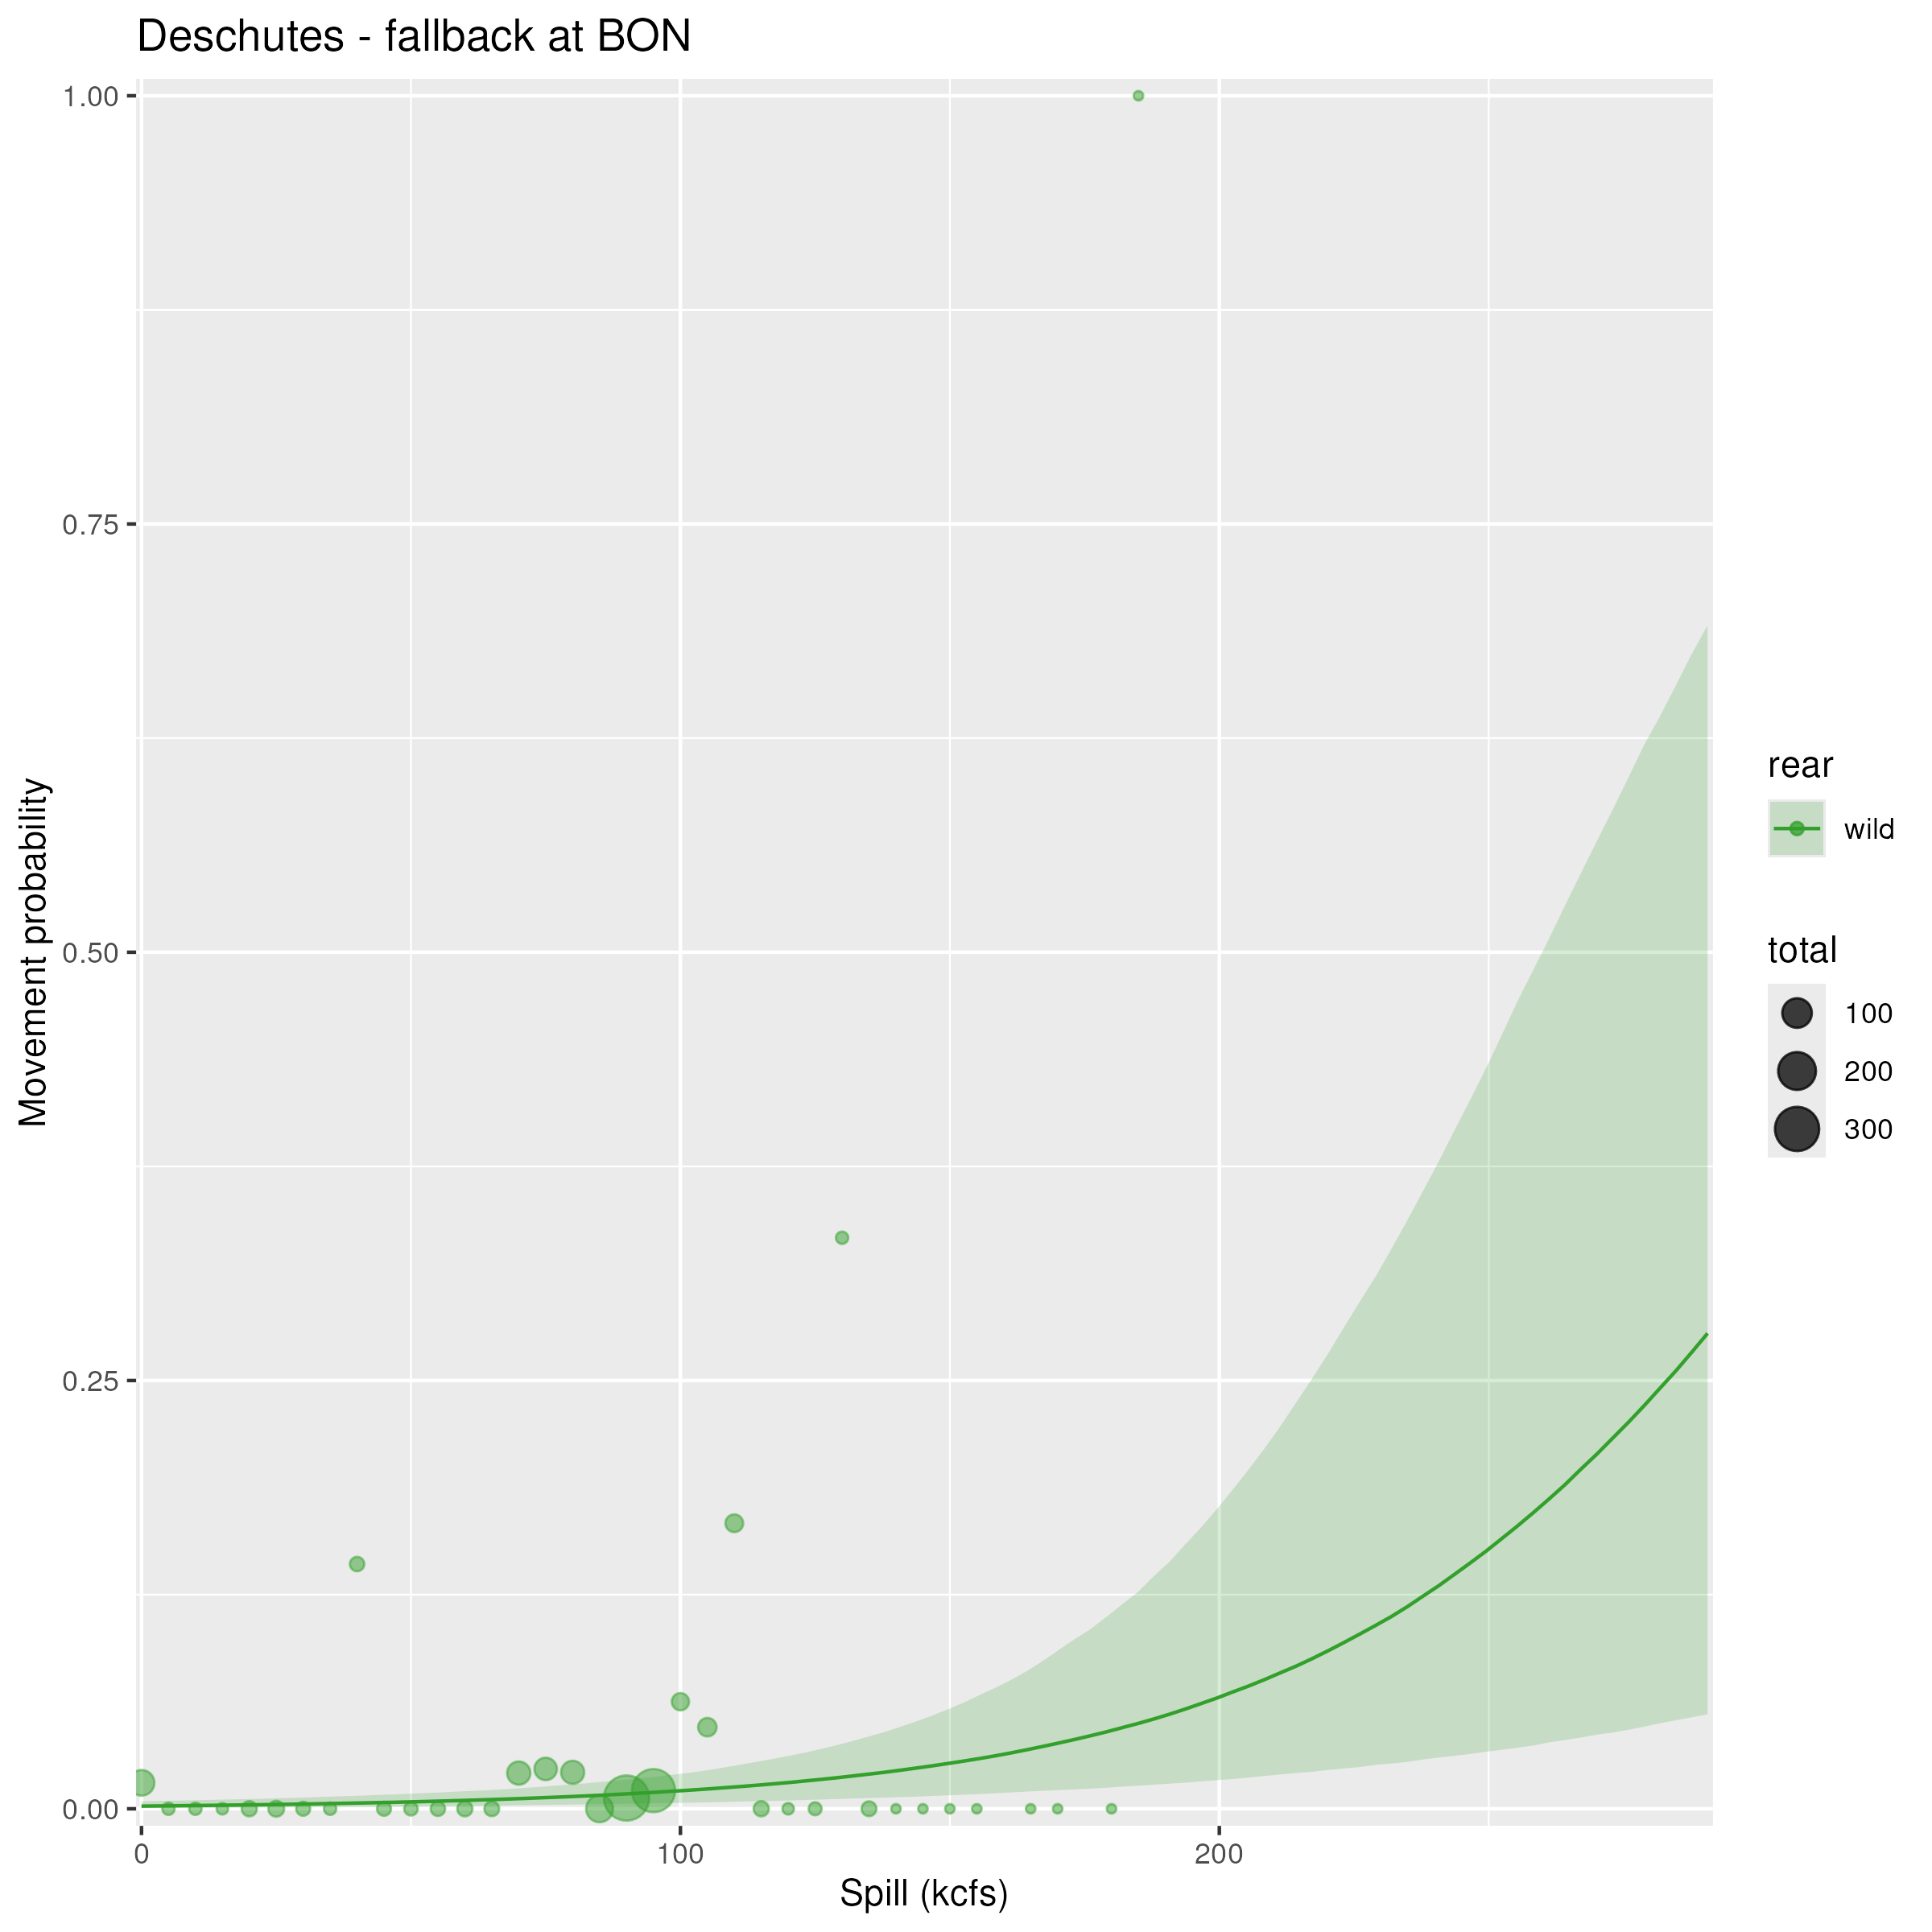 Deschutes - fallback at BON
1.00
0.75
0.50
0.25
0.00
Movement probability
0
100
200
Spill (kcfs)
rear
wild
total
100
200
300